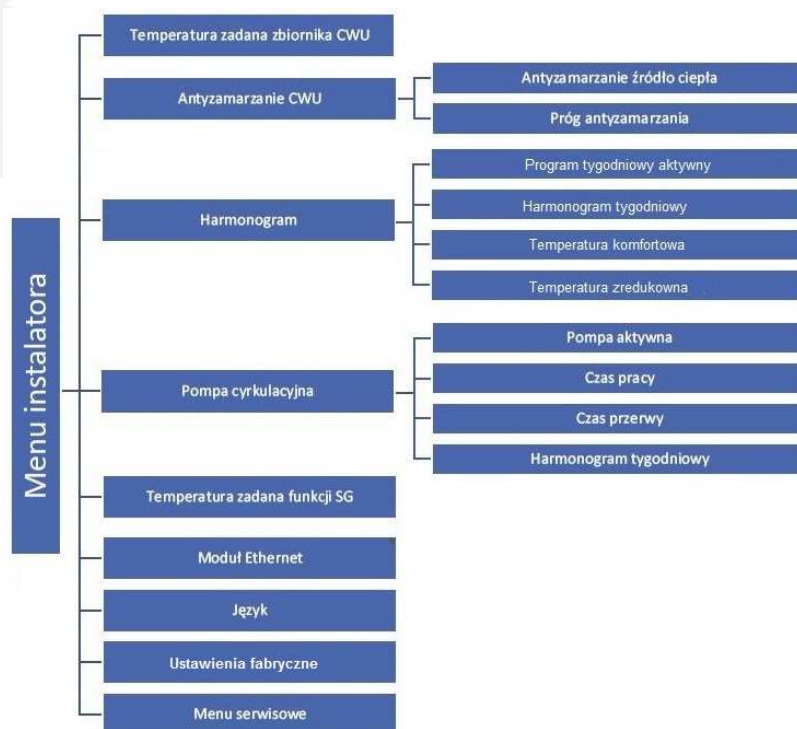 Menu instalatora
Temperatura zadana zbiornika CWU
Antyzamarzanie CWU
Antyzamarzanie źródło ciepła
Próg antyzamarzania
Harmonogram
Program tygodniowy aktywny
Harmonogram tygodniowy
Temperatura komfortowa
Temperatura zredukowna
Pompa cyrkulacyjna
Pompa aktywna
Czas pracy
Czas przerwy
Harmonogram tygodniowy
Temperatura zadana funkcji SG
Moduł Ethernet
Język
Ustawienia fabryczne
Menu serwisowe